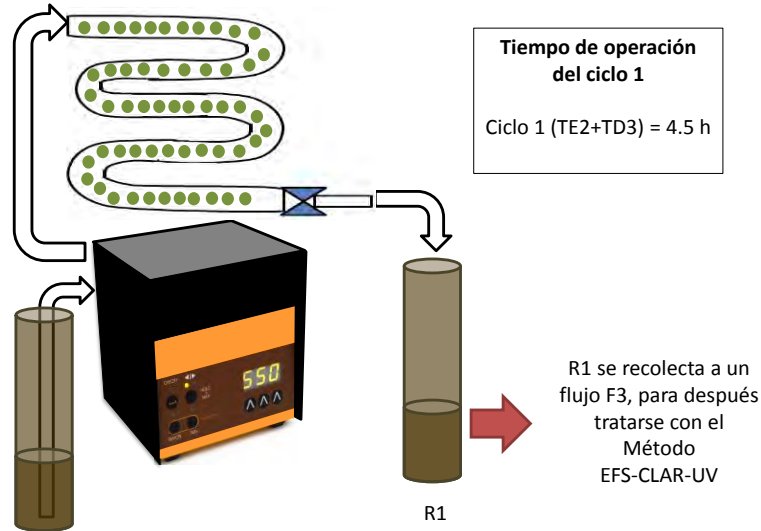 Tiempo de operación
del ciclo 1
Ciclo 1 (TE2+TD3) = 4.5 h
550
R1 se recolecta a un
flujo F3, para después
tratarse con el
Método
EFS-CLAR-UV
R1